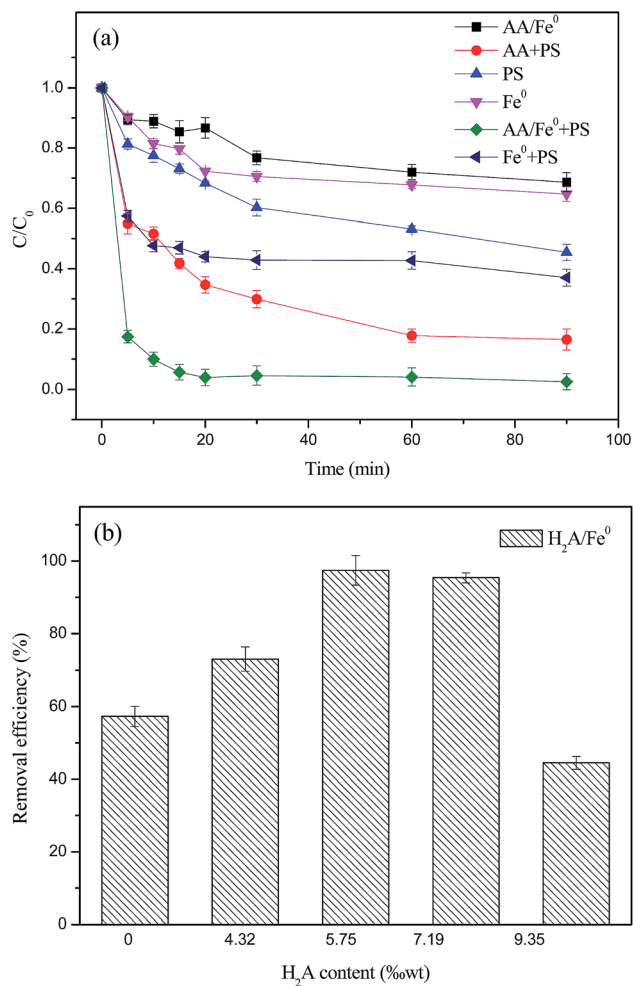 (a)
AA/Fe⁰
AA+PS
PS
Fe⁰
AA/Fe⁰+PS
Fe⁰+PS
1.0
0.8
0.6
0.4
0.2
0.0
C/C₀
0 20 40 60 80 100
Time (min)
(b)
H₂A/Fe⁰
100
80
60
40
20
0
Removal efficiency (%)
0 4.32 5.75 7.19 9.35
H₂A content (‰wt)